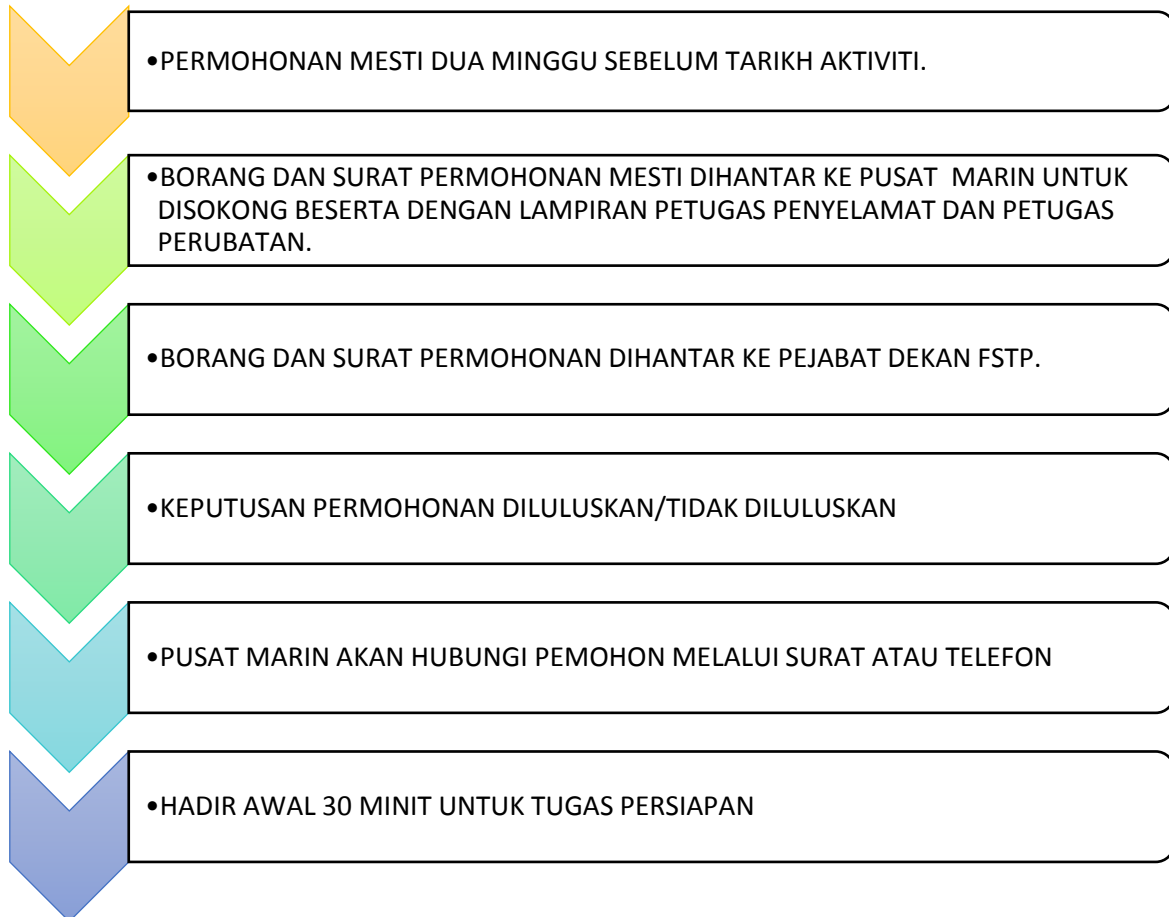 •PERMOHONAN MESTI DUA MINGGU SEBELUM TARIKH AKTIVITI.
•BORANG DAN SURAT PERMOHONAN MESTI DIHANTAR KE PUSAT MARIN UNTUK
DISOKONG BESERTA DENGAN LAMPIRAN PETUGAS PENYELAMAT DAN PETUGAS
PERUBATAN.
•BORANG DAN SURAT PERMOHONAN DIHANTAR KE PEJABAT DEKAN FSTP.
•KEPUTUSAN PERMOHONAN DILULUSKAN/TIDAK DILULUSKAN
•PUSAT MARIN AKAN HUBUNGI PEMOHON MELALUI SURAT ATAU TELEFON
•HADIR AWAL 30 MINIT UNTUK TUGAS PERSIAPAN